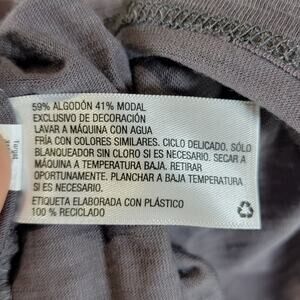 59% ALGODÓN 41% MODAL
EXCLUSIVO DE DECORACIÓN
LAVAR A MÁQUINA CON AGUA
FRÍA CON COLORES SIMILARES. CICLO DELICADO. SÓLO
BLANQUEADOR SIN CLORO SI ES NECESARIO. SECAR A
MÁQUINA A TEMPERATURA BAJA. RETIRAR
OPORTUNAMENTE. PLANCHAR A BAJA TEMPERATURA
SI ES NECESARIO.
ETIQUETA ELABORADA CON PLÁSTICO
100 % RECICLADO